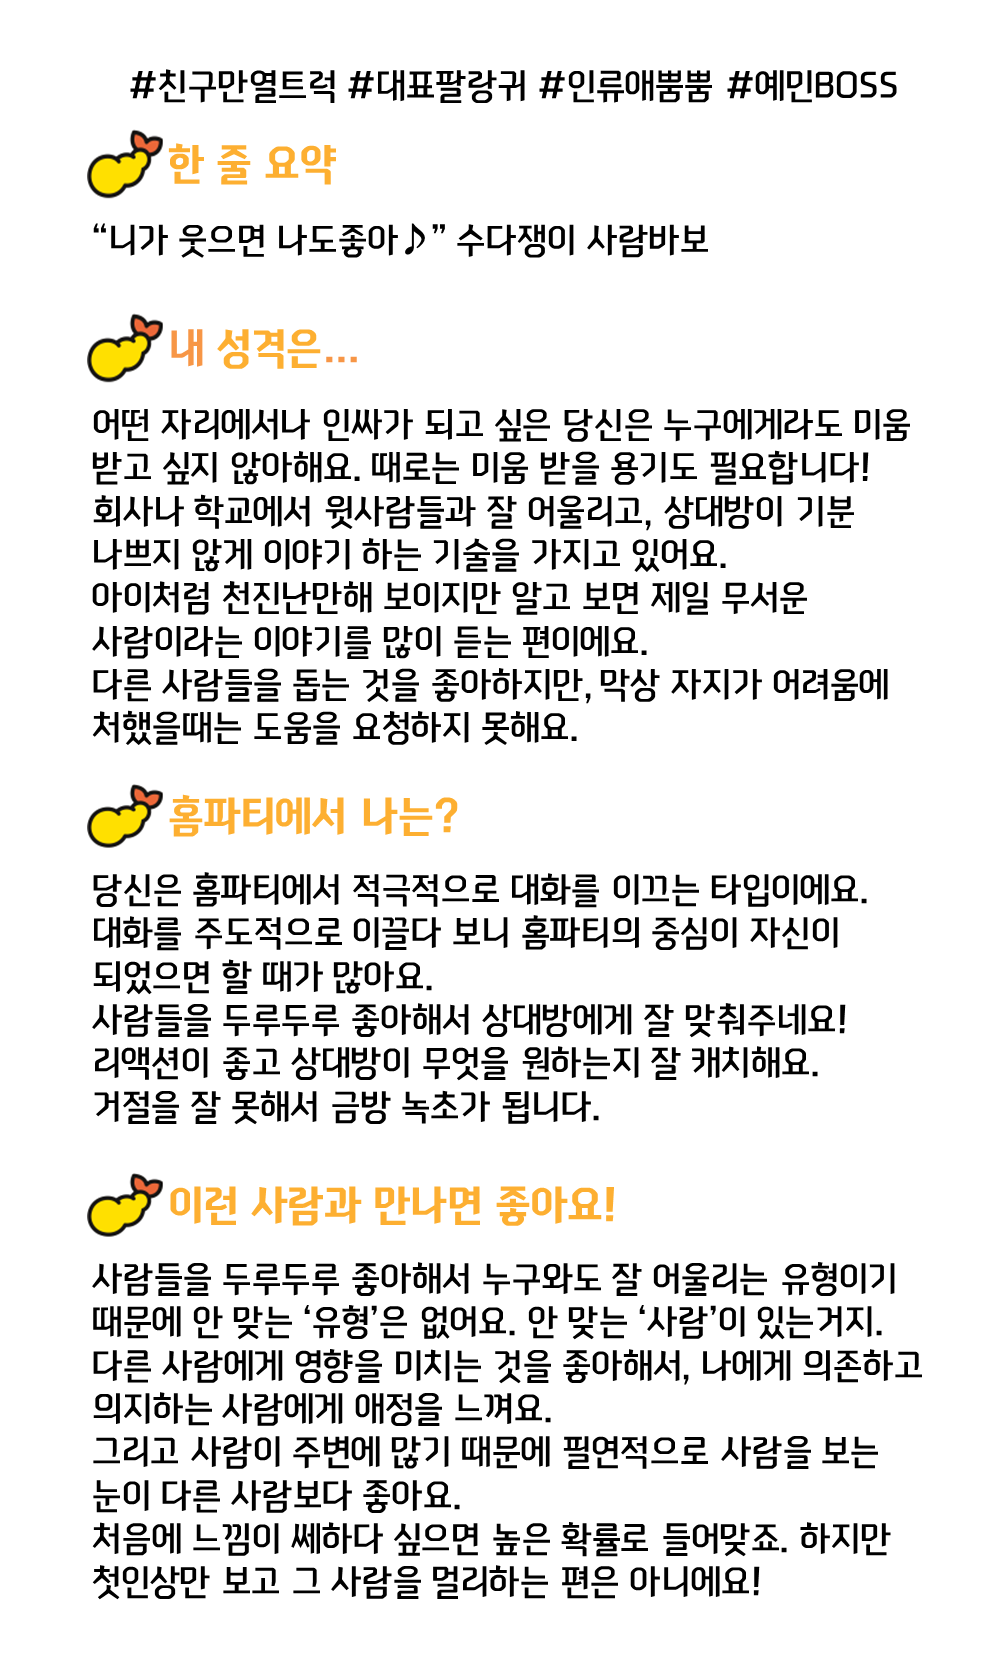 #친구만열트럭 #대표팔랑귀 #인류애뿜뿜 #예민BOSS
한 줄 요약
“니가 웃으면 나도좋아♪” 수다쟁이 사람바보
내 성격은...
어떤 자리에서나 인싸가 되고 싶은 당신은 누구에게라도 미움
받고 싶지 않아해요. 때로는 미움 받을 용기도 필요합니다!
회사나 학교에서 윗사람들과 잘 어울리고, 상대방이 기분
나쁘지 않게 이야기 하는 기술을 가지고 있어요.
아이처럼 천진난만해 보이지만 알고 보면 제일 무서운
사람이라는 이야기를 많이 듣는 편이에요.
다른 사람들을 돕는 것을 좋아하지만, 막상 자지가 어려움에
처했을때는 도움을 요청하지 못해요.
홈파티에서 나는?
당신은 홈파티에서 적극적으로 대화를 이끄는 타입이에요.
대화를 주도적으로 이끌다 보니 홈파티의 중심이 자신이
되었으면 할 때가 많아요.
사람들을 두루두루 좋아해서 상대방에게 잘 맞춰주네요!
리액션이 좋고 상대방이 무엇을 원하는지 잘 캐치해요.
거절을 잘 못해서 금방 녹초가 됩니다.
이런 사람과 만나면 좋아요!
사람들을 두루두루 좋아해서 누구와도 잘 어울리는 유형이기
때문에 안 맞는 ‘유형’은 없어요. 안 맞는 ‘사람’이 있는거지.
다른 사람에게 영향을 미치는 것을 좋아해서, 나에게 의존하고
의지하는 사람에게 애정을 느껴요.
그리고 사람이 주변에 많기 때문에 필연적으로 사람을 보는
눈이 다른 사람보다 좋아요.
처음에 느낌이 쎄하다 싶으면 높은 확률로 들어맞죠. 하지만
첫인상만 보고 그 사람을 멀리하는 편은 아니에요!